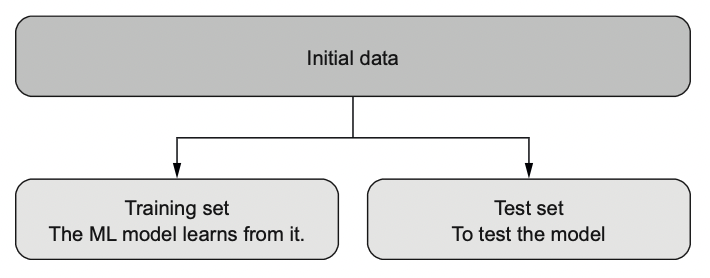 Initial data
Training set
The ML model learns from it.
Test set
To test the model